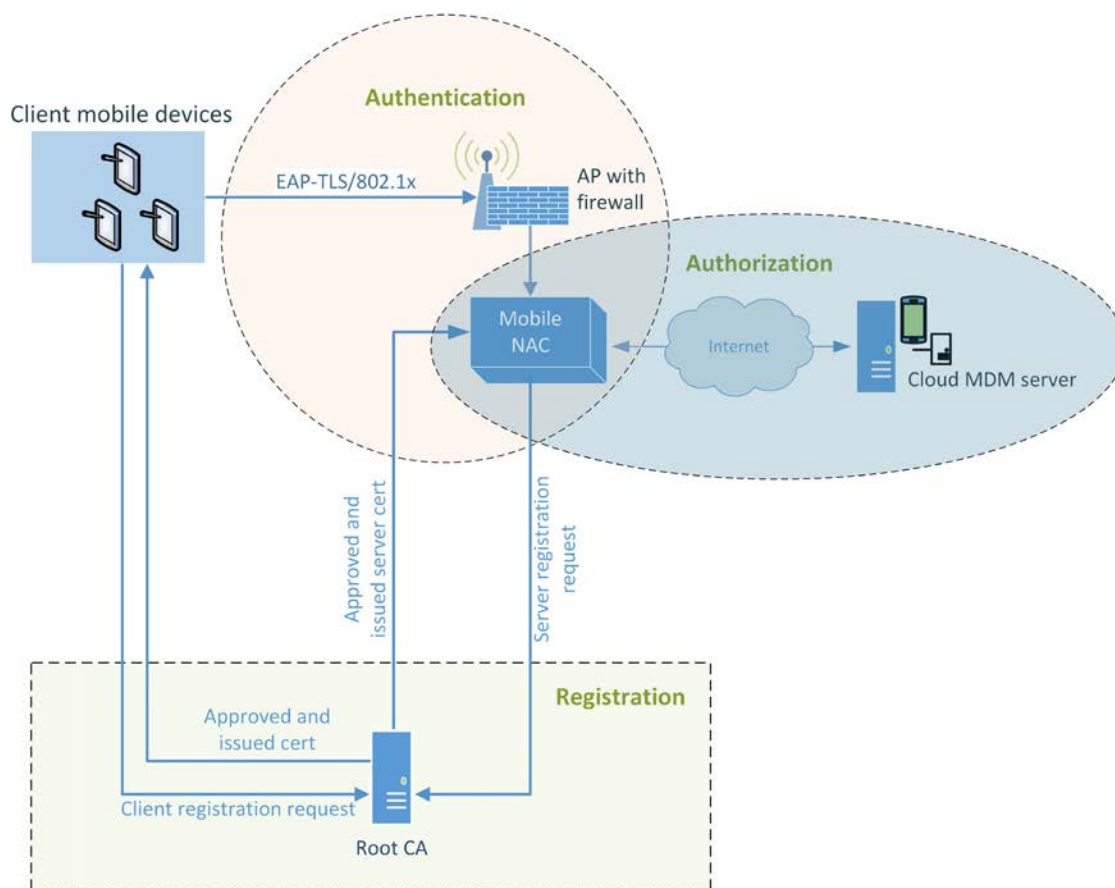 Authentication
Client mobile devices
EAP-TLS/802.1x
AP with
firewall
Authorization
Mobile
NAC
Internet
Cloud MDM server
Approved and
issued server cert
Server registration
request
Registration
Approved and
issued cert
Client registration request
Root CA